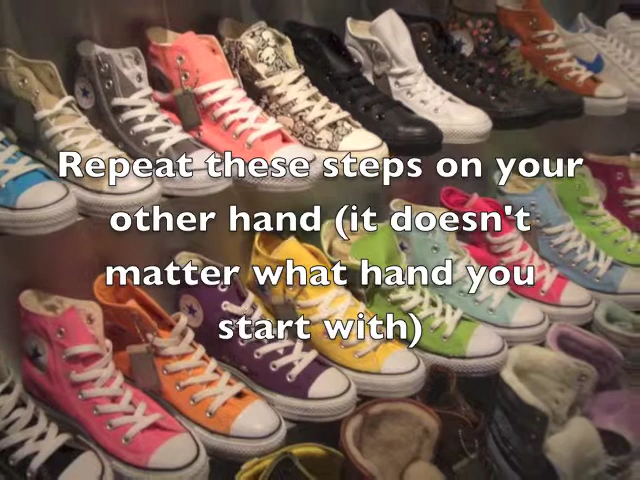 Repeat these steps on your
other hand (it doesn't
matter what hand you
start with)